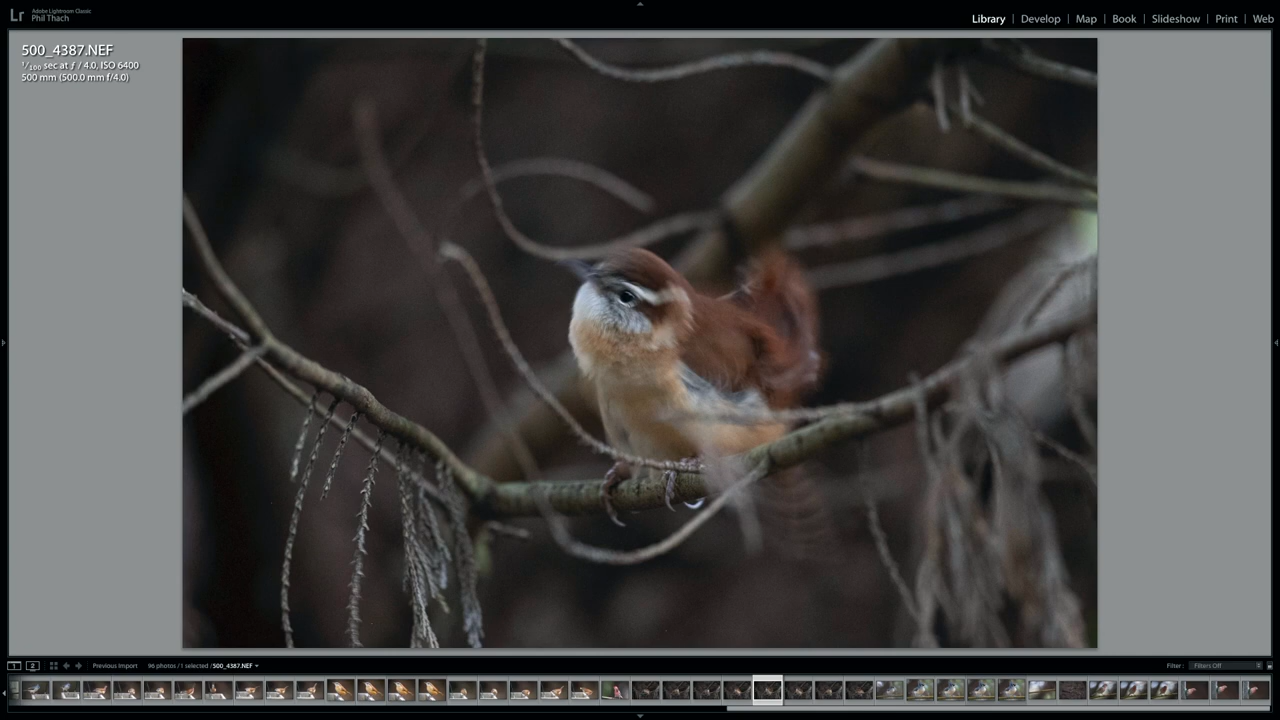 Lr
Adobe Lightroom Classic
Phil Thach
Library | Develop | Map | Book | Slideshow | Print | Web
500_4387.NEF
1/160 sec at ƒ / 4.0, ISO 6400
500 mm (500.0 mm f/4.0)
1 2 Previous Import 96 photos / 1 selected / 500_4387.NEF Filter : Filters Off